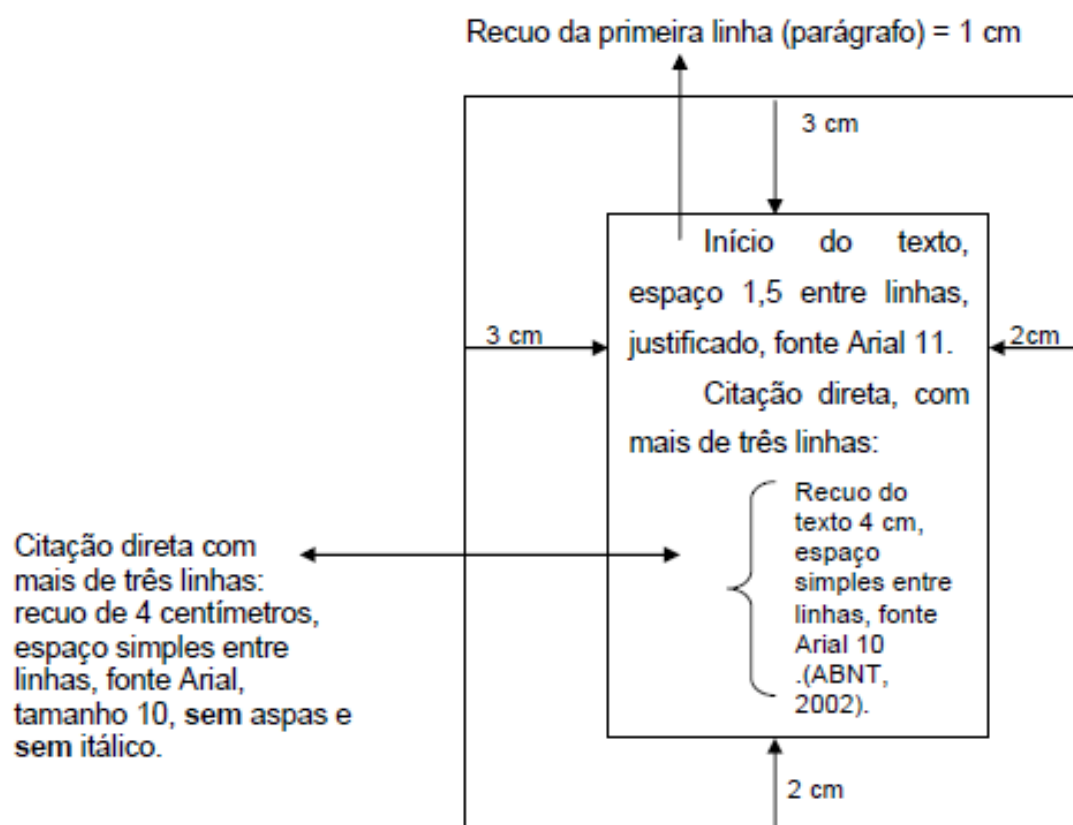 Recuo da primeira linha (parágrafo) = 1 cm
3 cm
Início do texto,
espaço 1,5 entre linhas,
justificado, fonte Arial 11.
3 cm
2cm
Citação direta, com
mais de três linhas:
Recuo do
texto 4 cm,
espaço
simples entre
linhas, fonte
Arial 10
.(ABNT,
2002).
Citação direta com
mais de três linhas:
recuo de 4 centímetros,
espaço simples entre
linhas, fonte Arial,
tamanho 10, sem aspas e
sem itálico.
2 cm